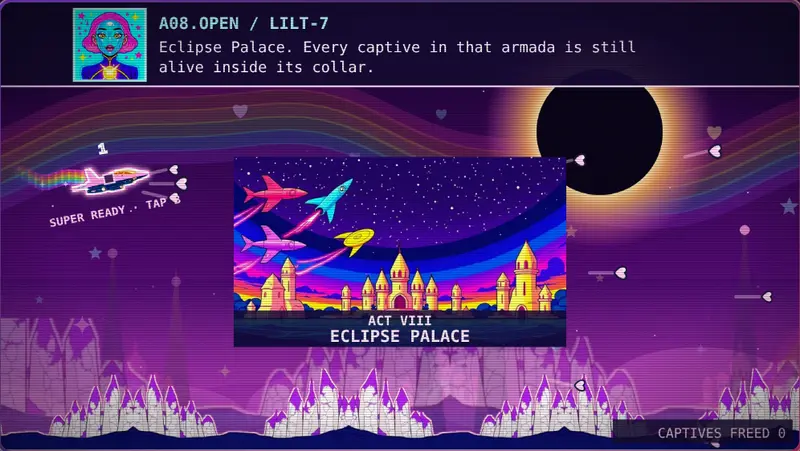 A08.OPEN / LILT-7
Eclipse Palace. Every captive in that armada is still
alive inside its collar.
1
SUPER READY.. TAP
ACT VIII
ECLIPSE PALACE
CAPTIVES FREED 0